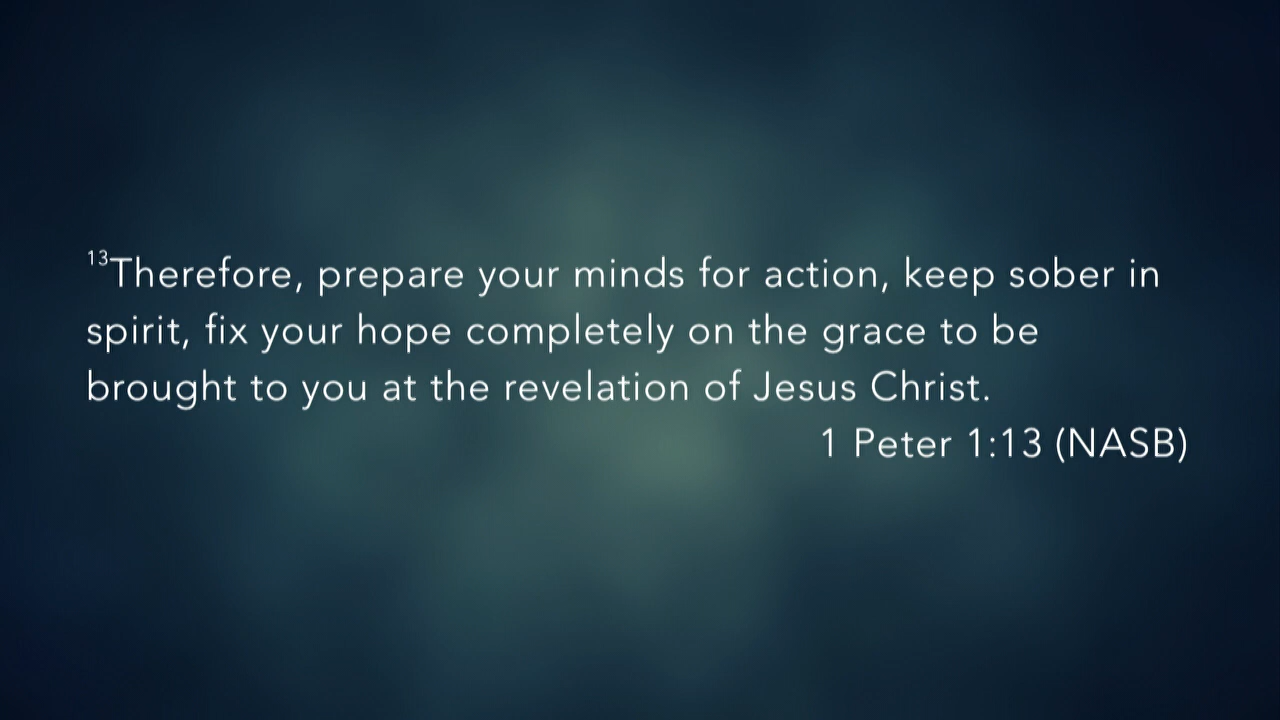 13Therefore, prepare your minds for action, keep sober in
spirit, fix your hope completely on the grace to be
brought to you at the revelation of Jesus Christ.
1 Peter 1:13 (NASB)